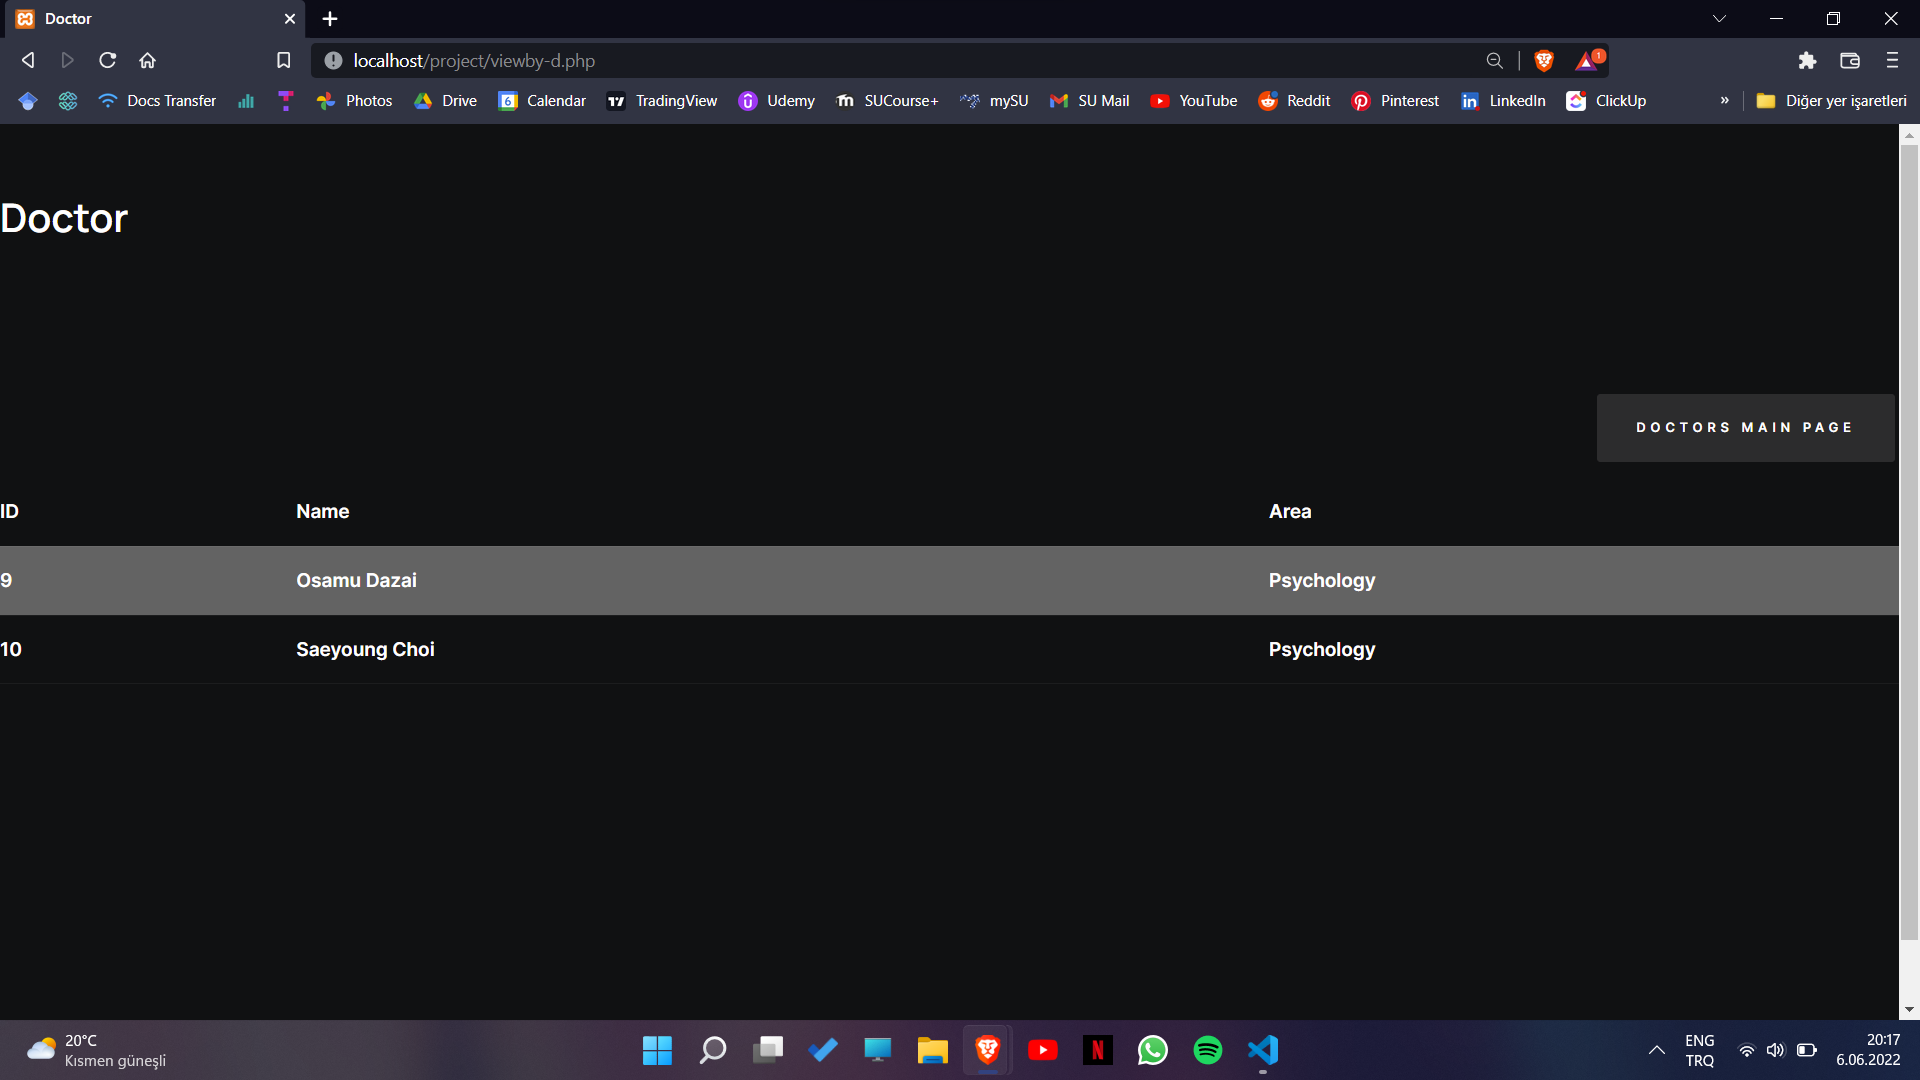 Doctor
localhost/project/viewby-d.php
1
Docs Transfer
Photos
Drive
6
Calendar
TradingView
Udemy
SUCourse+
mySU
SU Mail
YouTube
Reddit
Pinterest
LinkedIn
ClickUp
»
Diğer yer işaretleri
Doctor
DOCTORS MAIN PAGE
ID Name Area
9 Osamu Dazai Psychology
10 Saeyoung Choi Psychology
20°C
Kısmen güneşli
ENG
TRQ
20:17
6.06.2022